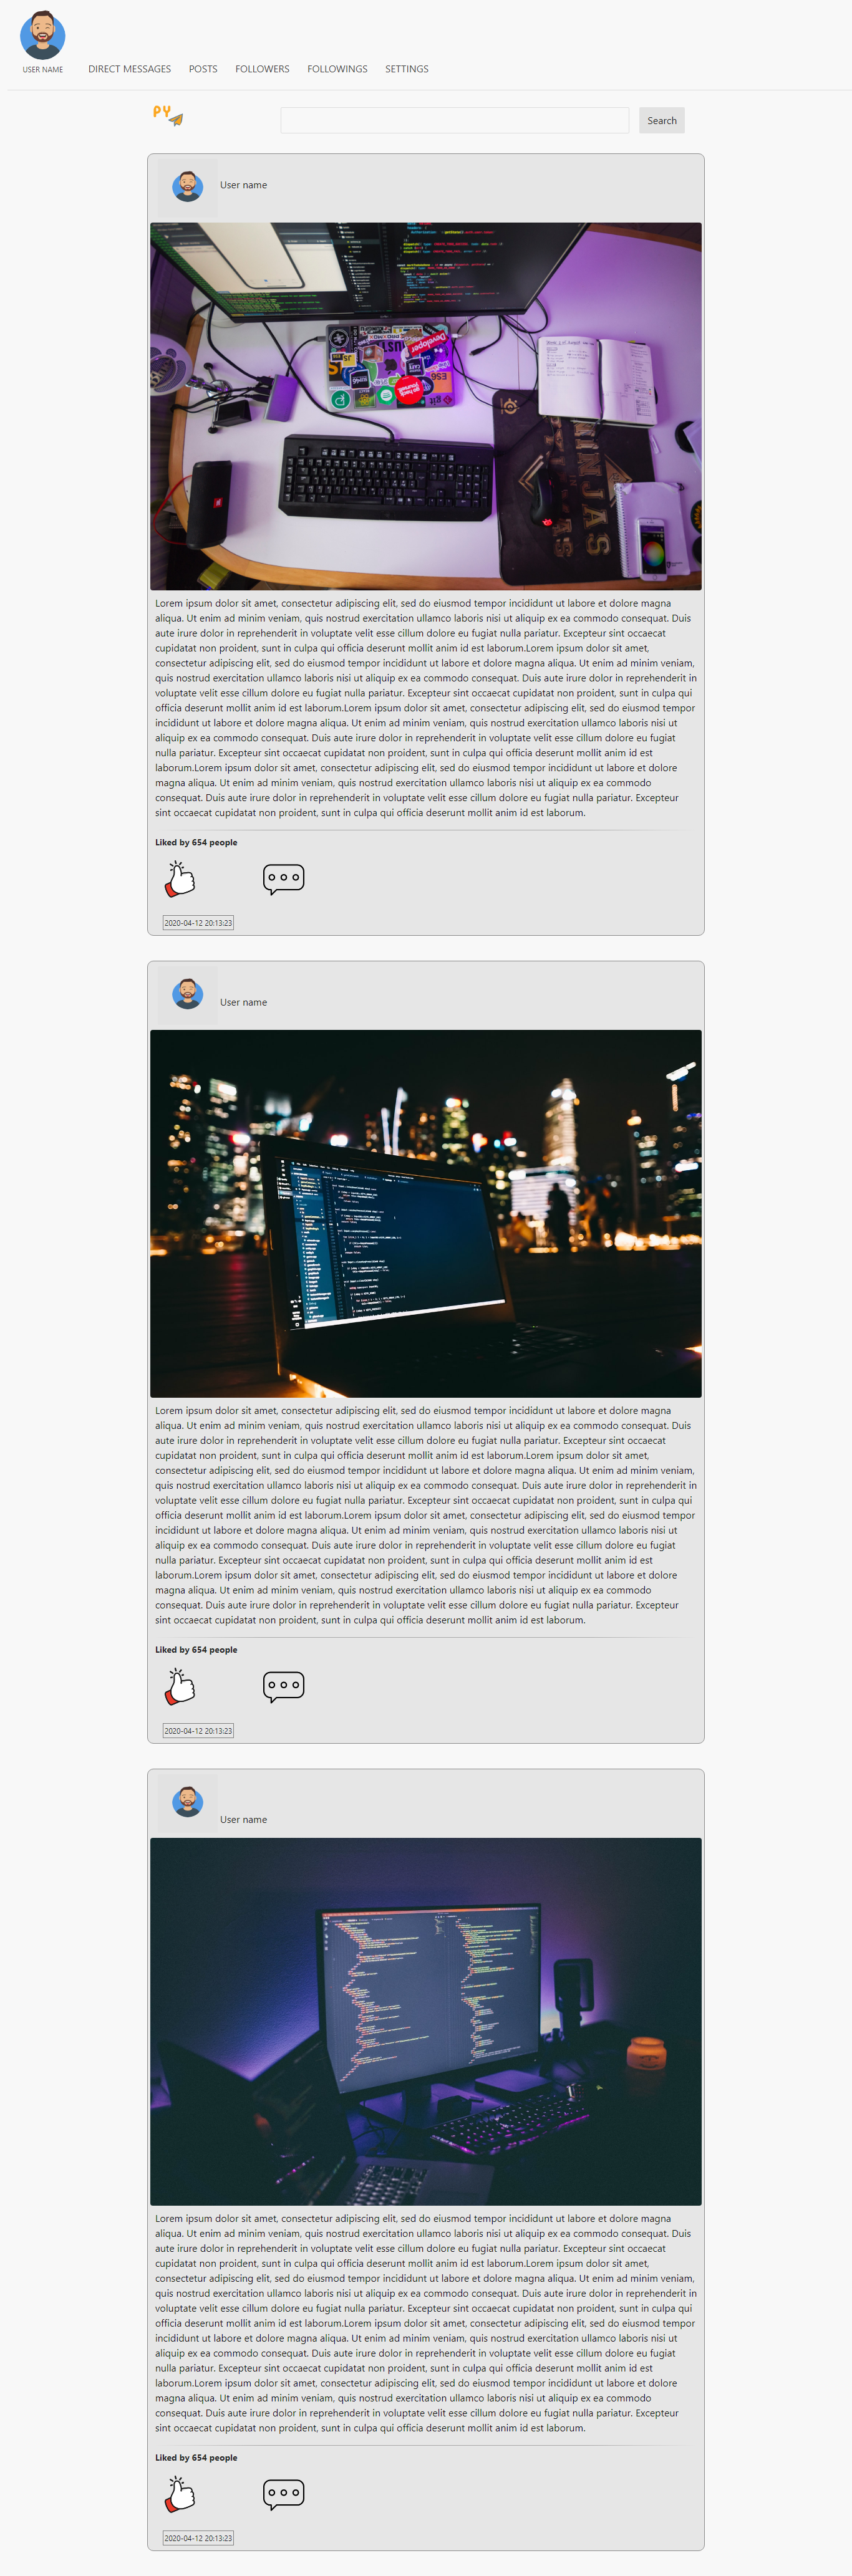 USER NAME
DIRECT MESSAGES POSTS FOLLOWERS FOLLOWINGS SETTINGS
PY
Search
User name
Developer
Lorem ipsum dolor sit amet, consectetur adipiscing elit, sed do eiusmod tempor incididunt ut labore et dolore magna
aliqua. Ut enim ad minim veniam, quis nostrud exercitation ullamco laboris nisi ut aliquip ex ea commodo consequat. Duis
aute irure dolor in reprehenderit in voluptate velit esse cillum dolore eu fugiat nulla pariatur. Excepteur sint occaecat
cupidatat non proident, sunt in culpa qui officia deserunt mollit anim id est laborum.Lorem ipsum dolor sit amet,
consectetur adipiscing elit, sed do eiusmod tempor incididunt ut labore et dolore magna aliqua. Ut enim ad minim veniam,
quis nostrud exercitation ullamco laboris nisi ut aliquip ex ea commodo consequat. Duis aute irure dolor in reprehenderit in
voluptate velit esse cillum dolore eu fugiat nulla pariatur. Excepteur sint occaecat cupidatat non proident, sunt in culpa qui
officia deserunt mollit anim id est laborum.Lorem ipsum dolor sit amet, consectetur adipiscing elit, sed do eiusmod tempor
incididunt ut labore et dolore magna aliqua. Ut enim ad minim veniam, quis nostrud exercitation ullamco laboris nisi ut
aliquip ex ea commodo consequat. Duis aute irure dolor in reprehenderit in voluptate velit esse cillum dolore eu fugiat
nulla pariatur. Excepteur sint occaecat cupidatat non proident, sunt in culpa qui officia deserunt mollit anim id est
laborum.Lorem ipsum dolor sit amet, consectetur adipiscing elit, sed do eiusmod tempor incididunt ut labore et dolore
magna aliqua. Ut enim ad minim veniam, quis nostrud exercitation ullamco laboris nisi ut aliquip ex ea commodo
consequat. Duis aute irure dolor in reprehenderit in voluptate velit esse cillum dolore eu fugiat nulla pariatur. Excepteur
sint occaecat cupidatat non proident, sunt in culpa qui officia deserunt mollit anim id est laborum.
Liked by 654 people
2020-04-12 20:13:23
User name
Lorem ipsum dolor sit amet, consectetur adipiscing elit, sed do eiusmod tempor incididunt ut labore et dolore magna
aliqua. Ut enim ad minim veniam, quis nostrud exercitation ullamco laboris nisi ut aliquip ex ea commodo consequat. Duis
aute irure dolor in reprehenderit in voluptate velit esse cillum dolore eu fugiat nulla pariatur. Excepteur sint occaecat
cupidatat non proident, sunt in culpa qui officia deserunt mollit anim id est laborum.Lorem ipsum dolor sit amet,
consectetur adipiscing elit, sed do eiusmod tempor incididunt ut labore et dolore magna aliqua. Ut enim ad minim veniam,
quis nostrud exercitation ullamco laboris nisi ut aliquip ex ea commodo consequat. Duis aute irure dolor in reprehenderit in
voluptate velit esse cillum dolore eu fugiat nulla pariatur. Excepteur sint occaecat cupidatat non proident, sunt in culpa qui
officia deserunt mollit anim id est laborum.Lorem ipsum dolor sit amet, consectetur adipiscing elit, sed do eiusmod tempor
incididunt ut labore et dolore magna aliqua. Ut enim ad minim veniam, quis nostrud exercitation ullamco laboris nisi ut
aliquip ex ea commodo consequat. Duis aute irure dolor in reprehenderit in voluptate velit esse cillum dolore eu fugiat
nulla pariatur. Excepteur sint occaecat cupidatat non proident, sunt in culpa qui officia deserunt mollit anim id est
laborum.Lorem ipsum dolor sit amet, consectetur adipiscing elit, sed do eiusmod tempor incididunt ut labore et dolore
magna aliqua. Ut enim ad minim veniam, quis nostrud exercitation ullamco laboris nisi ut aliquip ex ea commodo
consequat. Duis aute irure dolor in reprehenderit in voluptate velit esse cillum dolore eu fugiat nulla pariatur. Excepteur
sint occaecat cupidatat non proident, sunt in culpa qui officia deserunt mollit anim id est laborum.
Liked by 654 people
2020-04-12 20:13:23
User name
Lorem ipsum dolor sit amet, consectetur adipiscing elit, sed do eiusmod tempor incididunt ut labore et dolore magna
aliqua. Ut enim ad minim veniam, quis nostrud exercitation ullamco laboris nisi ut aliquip ex ea commodo consequat. Duis
aute irure dolor in reprehenderit in voluptate velit esse cillum dolore eu fugiat nulla pariatur. Excepteur sint occaecat
cupidatat non proident, sunt in culpa qui officia deserunt mollit anim id est laborum.Lorem ipsum dolor sit amet,
consectetur adipiscing elit, sed do eiusmod tempor incididunt ut labore et dolore magna aliqua. Ut enim ad minim veniam,
quis nostrud exercitation ullamco laboris nisi ut aliquip ex ea commodo consequat. Duis aute irure dolor in reprehenderit in
voluptate velit esse cillum dolore eu fugiat nulla pariatur. Excepteur sint occaecat cupidatat non proident, sunt in culpa qui
officia deserunt mollit anim id est laborum.Lorem ipsum dolor sit amet, consectetur adipiscing elit, sed do eiusmod tempor
incididunt ut labore et dolore magna aliqua. Ut enim ad minim veniam, quis nostrud exercitation ullamco laboris nisi ut
aliquip ex ea commodo consequat. Duis aute irure dolor in reprehenderit in voluptate velit esse cillum dolore eu fugiat
nulla pariatur. Excepteur sint occaecat cupidatat non proident, sunt in culpa qui officia deserunt mollit anim id est
laborum.Lorem ipsum dolor sit amet, consectetur adipiscing elit, sed do eiusmod tempor incididunt ut labore et dolore
magna aliqua. Ut enim ad minim veniam, quis nostrud exercitation ullamco laboris nisi ut aliquip ex ea commodo
consequat. Duis aute irure dolor in reprehenderit in voluptate velit esse cillum dolore eu fugiat nulla pariatur. Excepteur
sint occaecat cupidatat non proident, sunt in culpa qui officia deserunt mollit anim id est laborum.
Liked by 654 people
2020-04-12 20:13:23